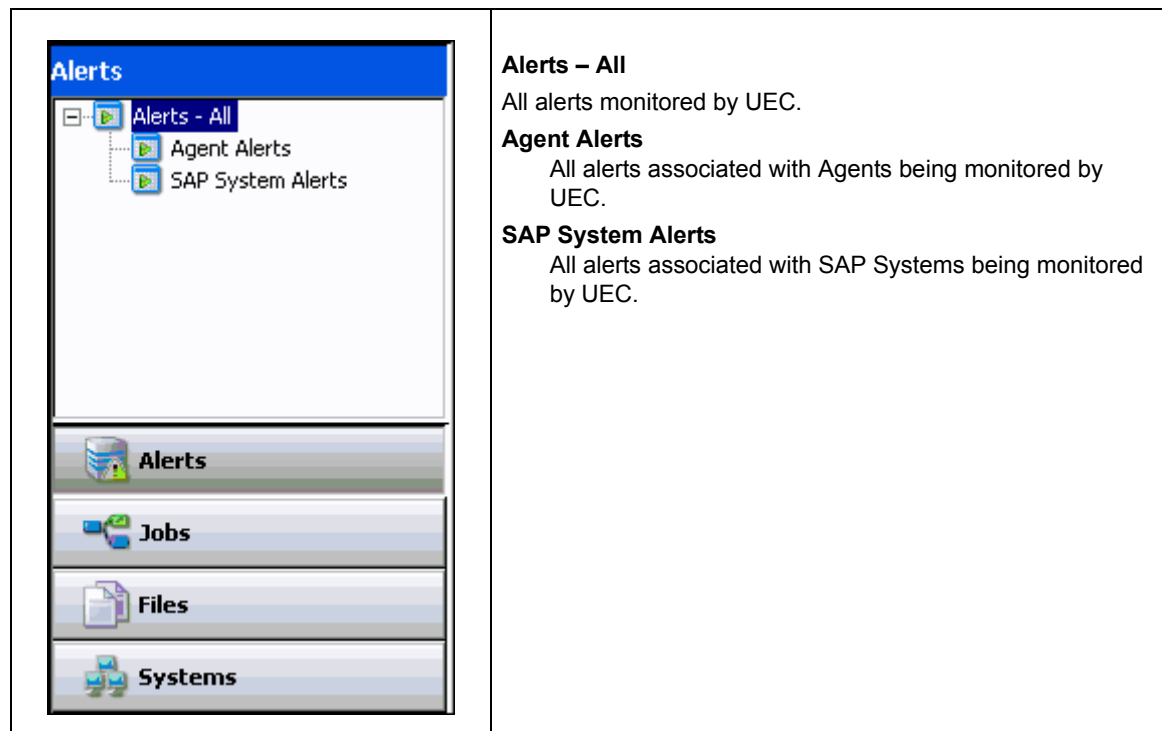 Alerts
Alerts - All
Agent Alerts
SAP System Alerts
Alerts
Jobs
Files
Systems
Alerts – All
All alerts monitored by UEC.
Agent Alerts
All alerts associated with Agents being monitored by
UEC.
SAP System Alerts
All alerts associated with SAP Systems being monitored
by UEC.